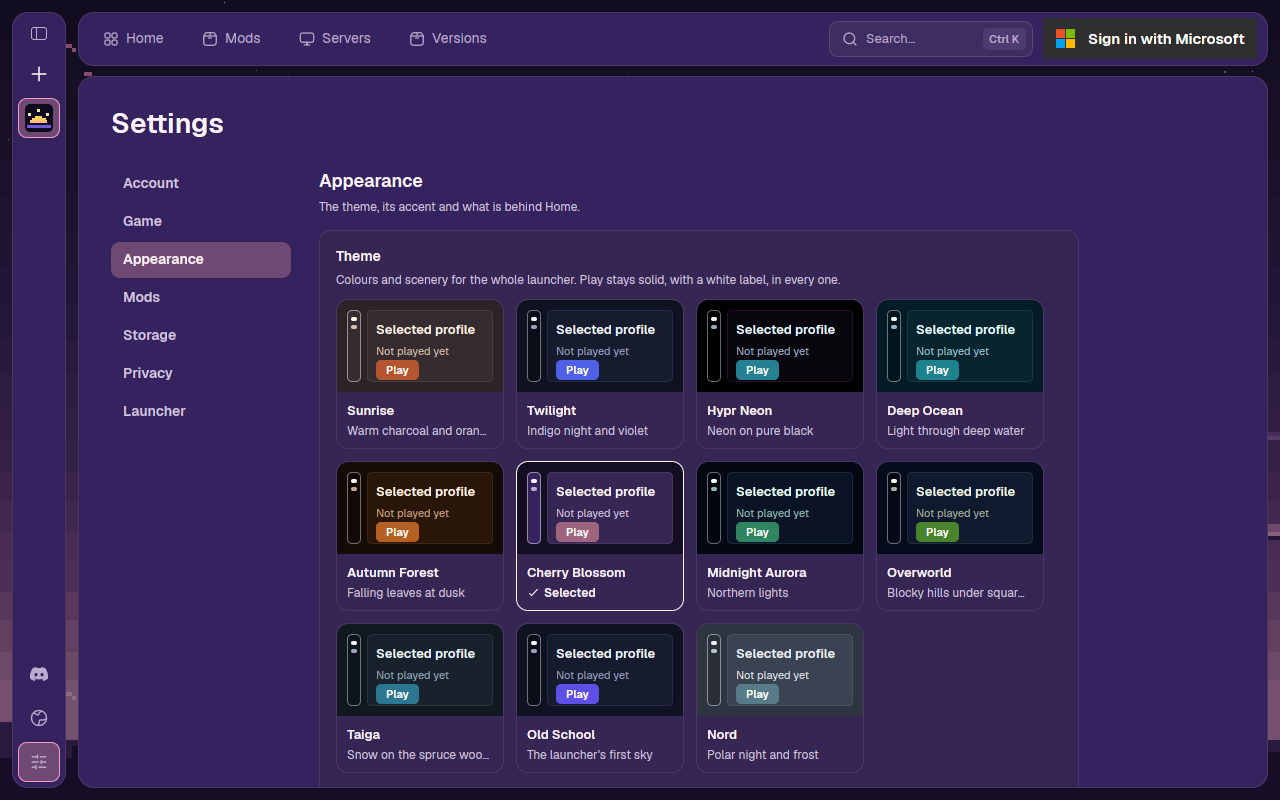 Home
Mods
Servers
Versions
Search...
Ctrl K
Sign in with Microsoft
Settings
Account
Game
Appearance
Mods
Storage
Privacy
Launcher
Appearance
The theme, its accent and what is behind Home.
Theme
Colours and scenery for the whole launcher. Play stays solid, with a white label, in every one.
Selected profile
Not played yet
Play
Sunrise
Warm charcoal and oran...
Selected profile
Not played yet
Play
Twilight
Indigo night and violet
Selected profile
Not played yet
Play
Hypr Neon
Neon on pure black
Selected profile
Not played yet
Play
Deep Ocean
Light through deep water
Selected profile
Not played yet
Play
Autumn Forest
Falling leaves at dusk
Selected profile
Not played yet
Play
Cherry Blossom
Selected
Selected profile
Not played yet
Play
Midnight Aurora
Northern lights
Selected profile
Not played yet
Play
Overworld
Blocky hills under squar...
Selected profile
Not played yet
Play
Taiga
Snow on the spruce woo...
Selected profile
Not played yet
Play
Old School
The launcher's first sky
Selected profile
Not played yet
Play
Nord
Polar night and frost